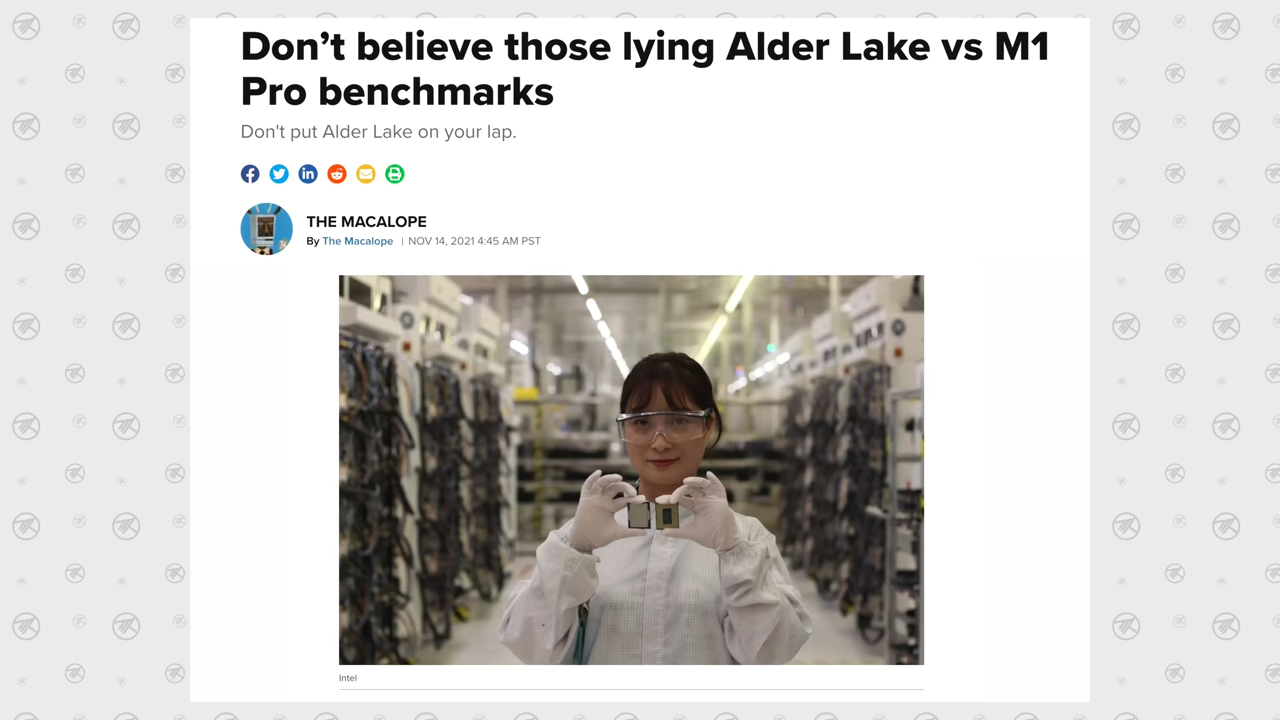 Don’t believe those lying Alder Lake vs M1
Pro benchmarks
Don't put Alder Lake on your lap.
THE MACALOPE
By The Macalope | NOV 14, 2021 4:45 AM PST
Intel